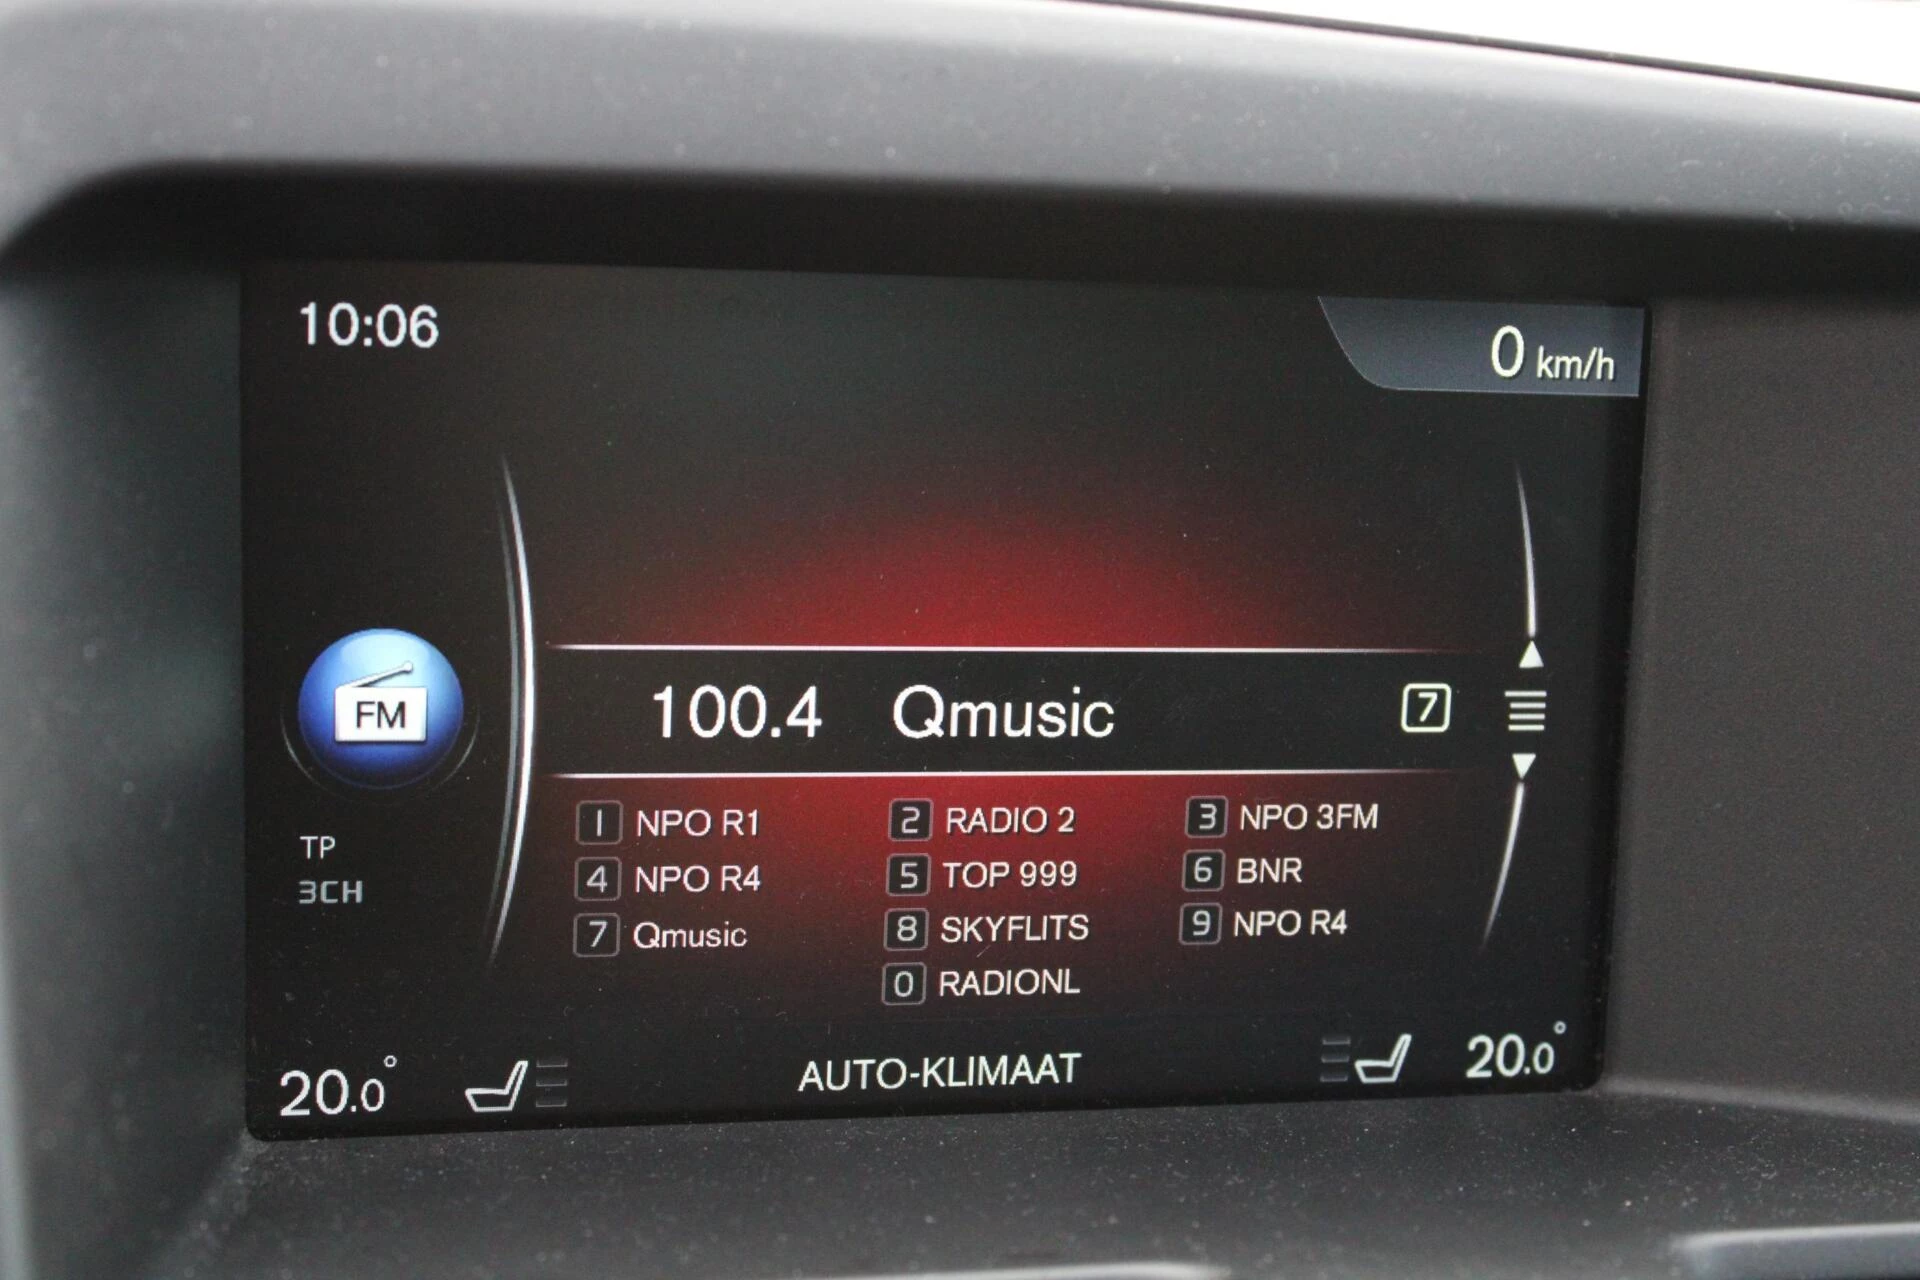 10:06
0 km/h
FM
100.4 Qmusic 7
1 NPO R1 2 RADIO 2 3 NPO 3FM
TP
4 NPO R4 5 TOP 999 6 BNR
3CH
7 Qmusic 8 SKYFLITS 9 NPO R4
0 RADIONL
20.0° AUTO-KLIMAAT 20.0°